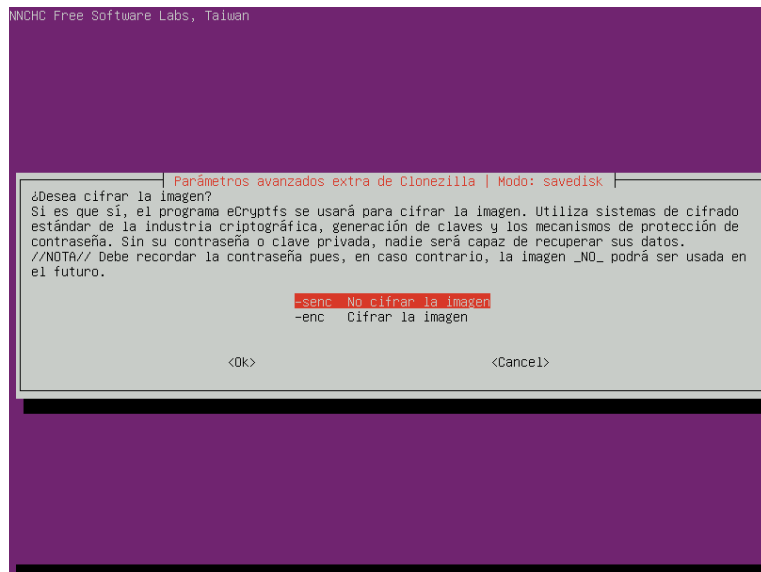 NNCHC Free Software Labs, Taiwan
Parámetros avanzados extra de Clonezilla | Modo: savedisk
¿Desea cifrar la imagen?
Si es que sí, el programa eCryptfs se usará para cifrar la imagen. Utiliza sistemas de cifrado
estándar de la industria criptográfica, generación de claves y los mecanismos de protección de
contraseña. Sin su contraseña o clave privada, nadie será capaz de recuperar sus datos.
//NOTA// Debe recordar la contraseña pues, en caso contrario, la imagen _NO_ podrá ser usada en
el futuro.
-senc No cifrar la imagen
-enc Cifrar la imagen
<Ok> <Cancel>